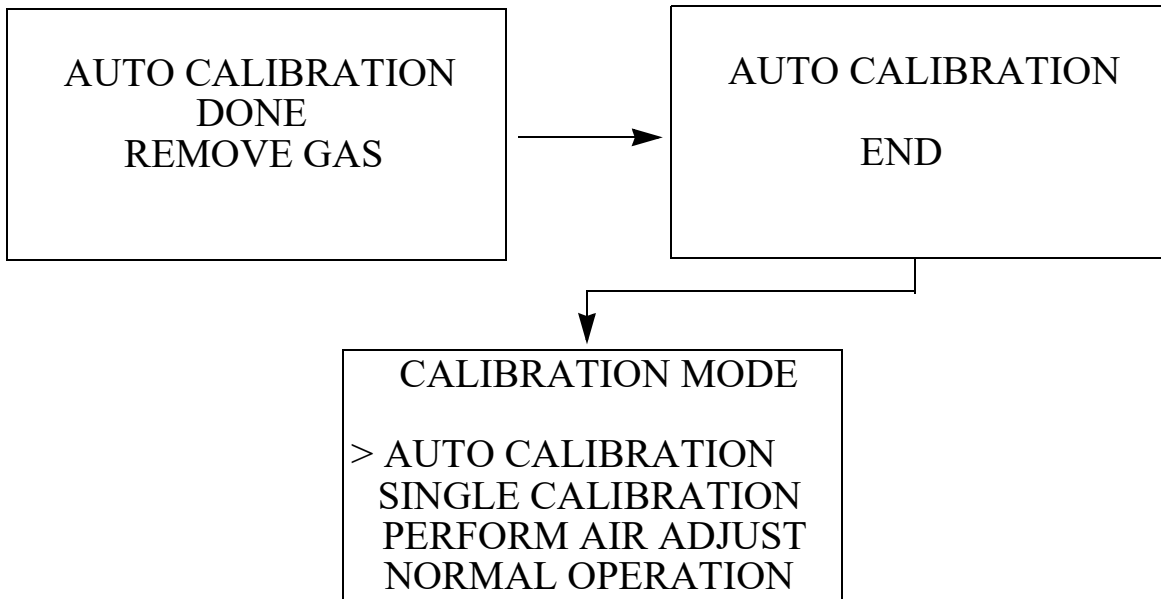 AUTO CALIBRATION
DONE
REMOVE GAS
AUTO CALIBRATION
END
CALIBRATION MODE
> AUTO CALIBRATION
SINGLE CALIBRATION
PERFORM AIR ADJUST
NORMAL OPERATION